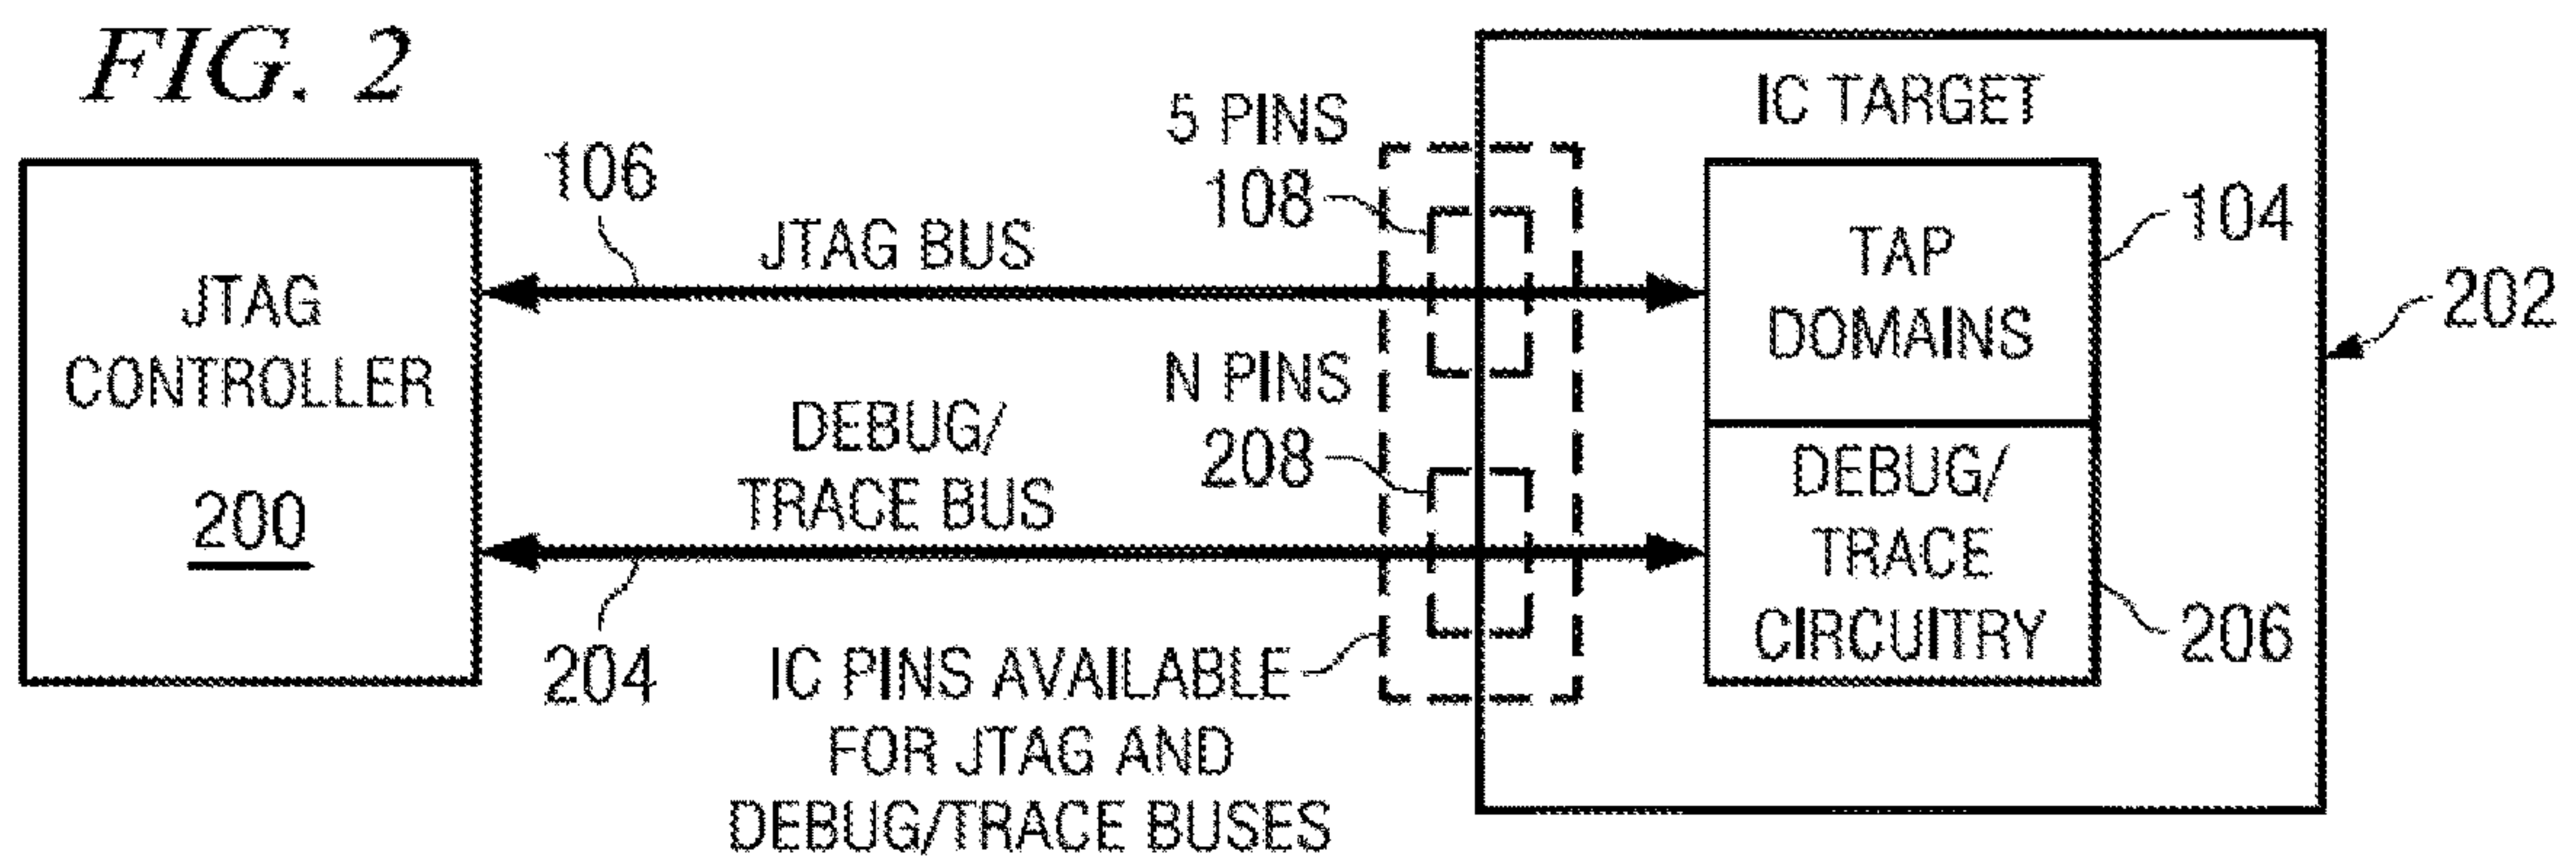 FIG. 2
JTAG
CONTROLLER
200
106
JTAG BUS
DEBUG/
TRACE BUS
204
5 PINS
108
N PINS
208
IC PINS AVAILABLE
FOR JTAG AND
DEBUG/TRACE BUSES
IC TARGET
TAP
DOMAINS
DEBUG/
TRACE
CIRCUITRY
104
202
206